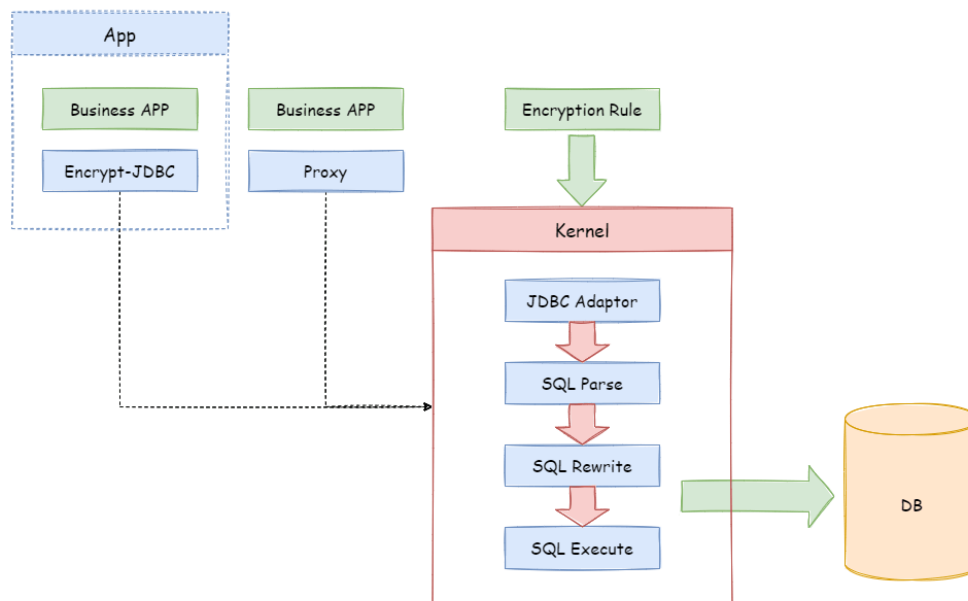 App
Business APP
Business APP
Encryption Rule
Encrypt-JDBC
Proxy
Kernel
JDBC Adaptor
SQL Parse
SQL Rewrite
DB
SQL Execute